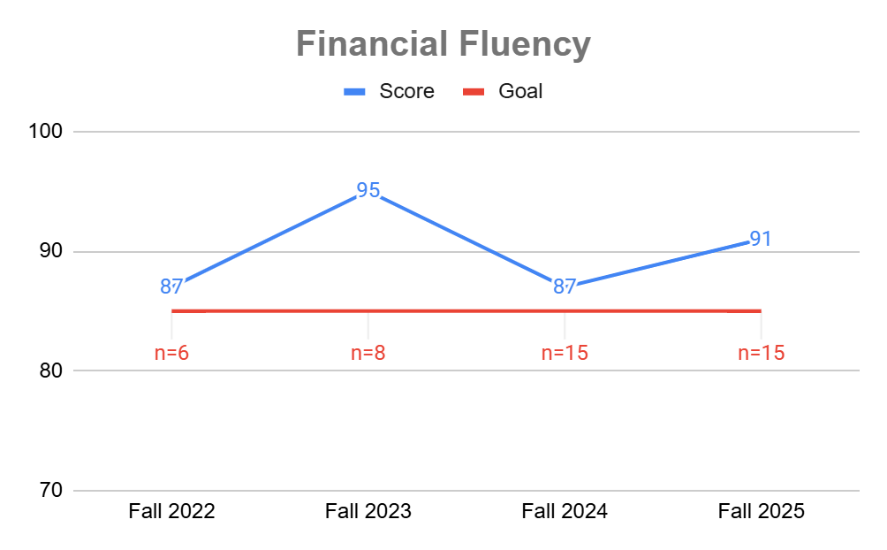 Financial Fluency
Score Goal
100
90
80
70
87
95
87
91
n=6 n=8 n=15 n=15
Fall 2022 Fall 2023 Fall 2024 Fall 2025